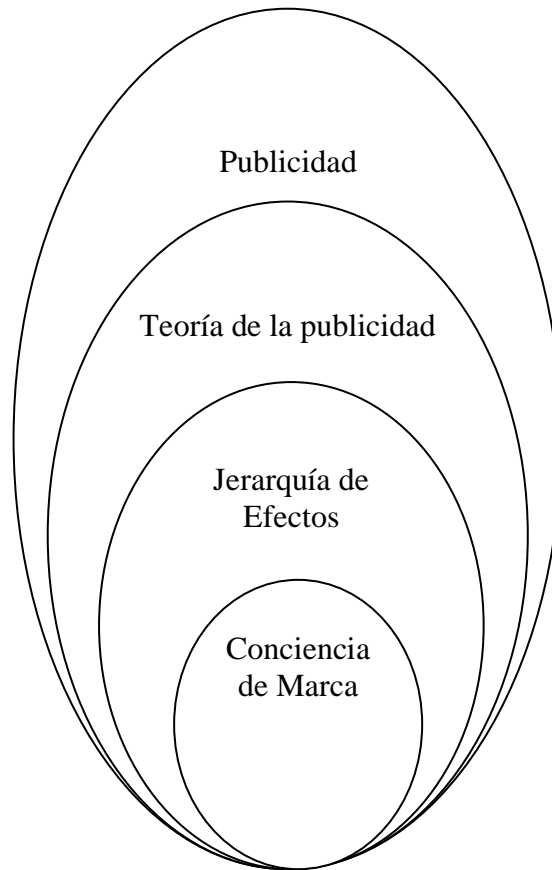 Publicidad
Teoría de la publicidad
Jerarquía de
Efectos
Conciencia
de Marca